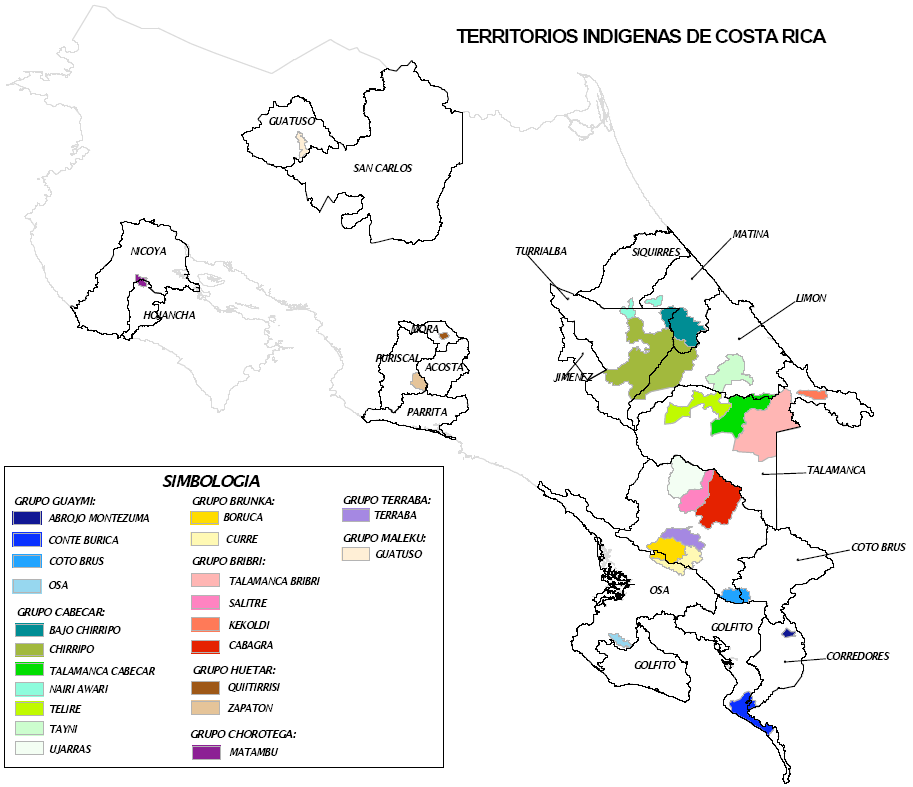 TERRITORIOS INDIGENAS DE COSTA RICA
GUATUSO
SAN CARLOS
NICOYA
HOJANCHA
MATINA
TURRIALBA
SIQUIRRES
LIMON
MORA
PURISCAL
ACOSTA
JIMENEZ
PARRITA
TALAMANCA
COTO BRUS
OSA
GOLFITO
GOLFITO
CORREDORES
SIMBOLOGIA
GRUPO GUAYMI:
ABROJO MONTEZUMA
CONTE BURICA
COTO BRUS
OSA
GRUPO CABECAR:
BAJO CHIRRIPO
CHIRRIPO
TALAMANCA CABECAR
NAIRI AWARI
TELIRE
TAYNI
UJARRAS
GRUPO BRUNKA:
BORUCA
CURRE
GRUPO BRIBRI:
TALAMANCA BRIBRI
SALITRE
KEKOLDI
CABAGRA
GRUPO HUETAR:
QUITIRRISI
ZAPATON
GRUPO CHOROTEGA:
MATAMBU
GRUPO TERRABA:
TERRABA
GRUPO MALEKU:
GUATUSO